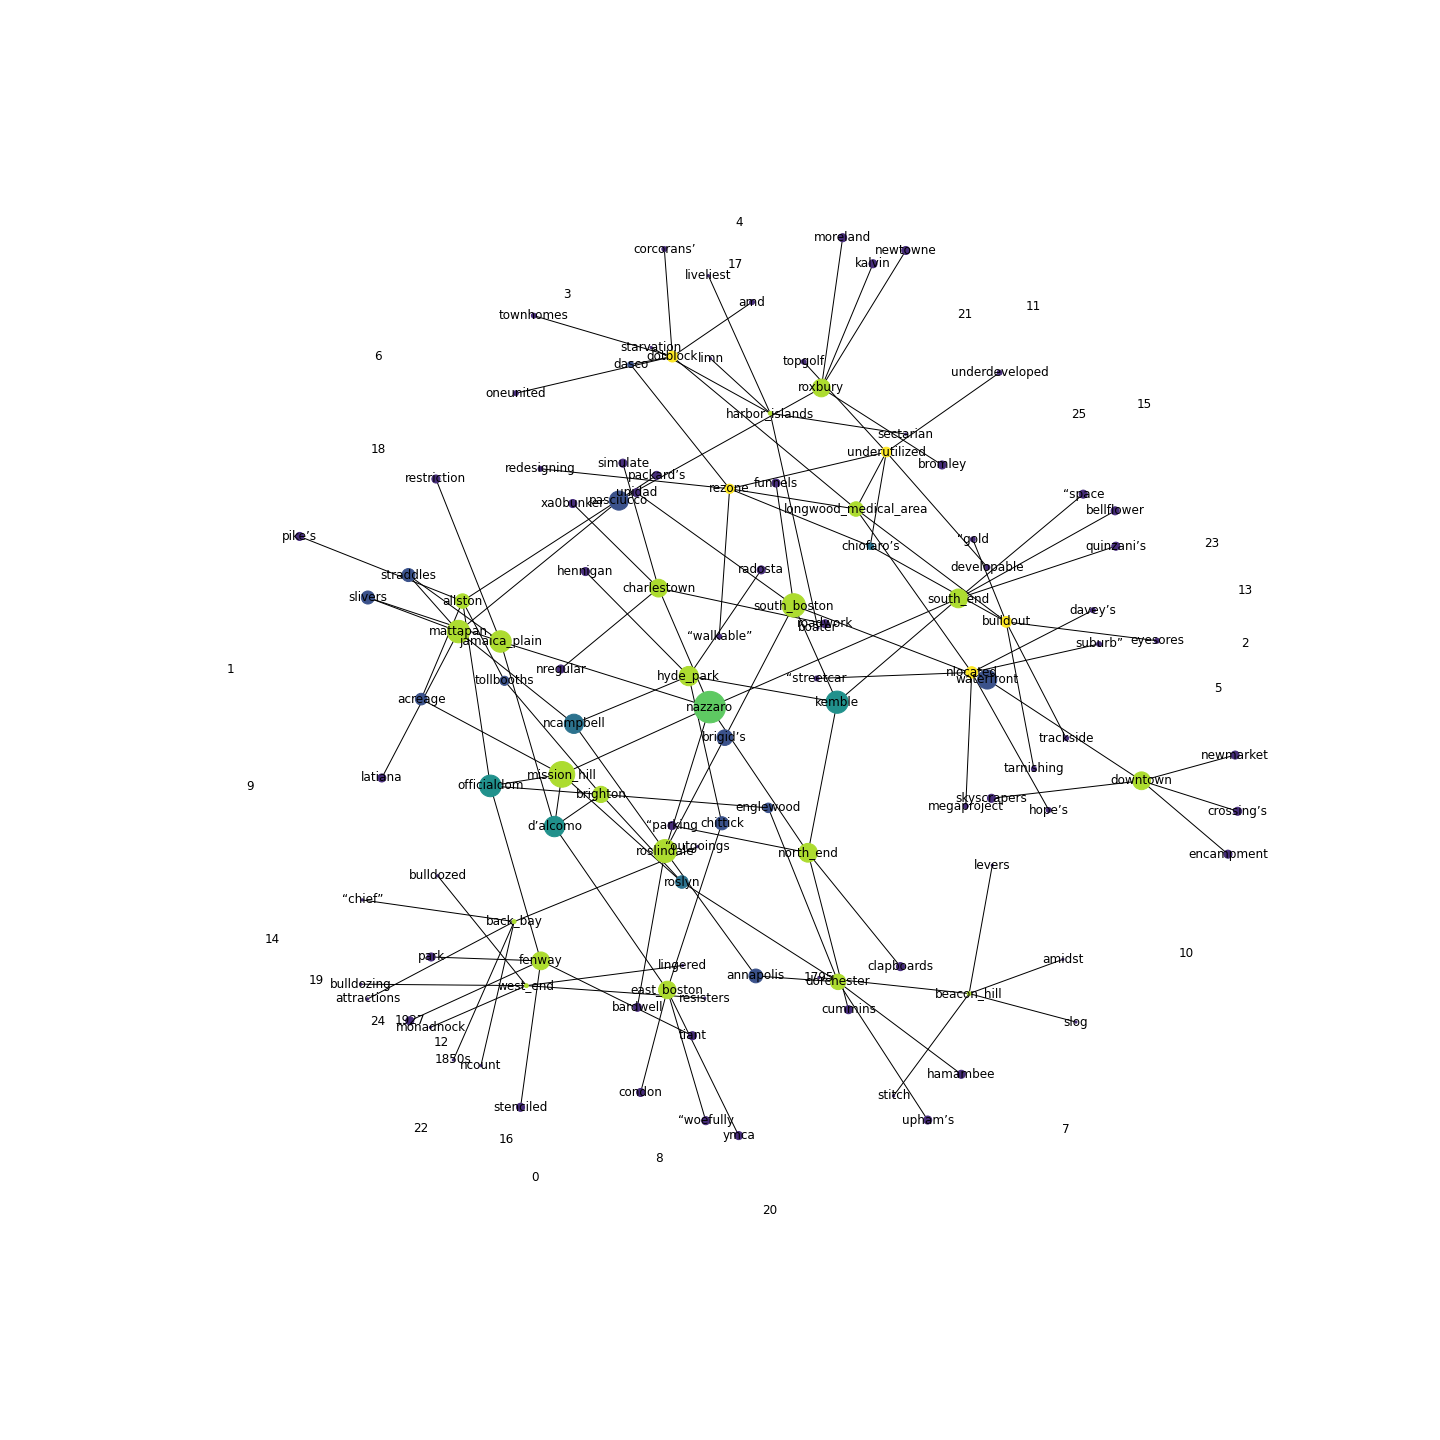 4
moreland
corcorans’
newtowne
17
kalvin
liveliest
3
amd
11
townhomes
21
starvation
6
dotblock
limn
topgolf
dasco
underdeveloped
roxbury
oneunited
15
harbor_islands
25
sectarian
18
underutilized
simulate
bromley
redesigning
packard’s
restriction
funnels
rezone
unidad
“space
pasciucco
xa0bunker
longwood_medical_area
bellflower
pike’s
“gold
23
chiofaro’s
quinzani’s
developable
radosta
hennigan
straddles
charlestown
13
slivers
allston
south_end
south_boston
davey’s
buildout
roadwork
boater
mattapan
“walkable”
jamaica_plain
eyesores
suburb”
2
1
nregular
nlocated
hyde_park
“streetcar
waterfront
tollbooths
5
acreage
kemble
nazzaro
ncampbell
brigid’s
trackside
newmarket
tarnishing
mission_hill
latiana
downtown
officialdom
9
brighton
skyscrapers
megaproject
englewood
hope’s
crossing’s
chittick
“parking
d’alcomo
“outgoings
roslindale
north_end
encampment
levers
bulldozed
roslyn
“chief”
back_bay
14
10
park
fenway
amidst
lingered
clapboards
annapolis
1795
19
bulldozing
west_end
dorchester
east_boston
beacon_hill
attractions
resisters
bardwell
cummins
24
1927
slog
monadnock
tiant
12
1850s
ncount
hamambee
condon
stitch
stenciled
“woefully
upham’s
22
7
ymca
16
8
0
20